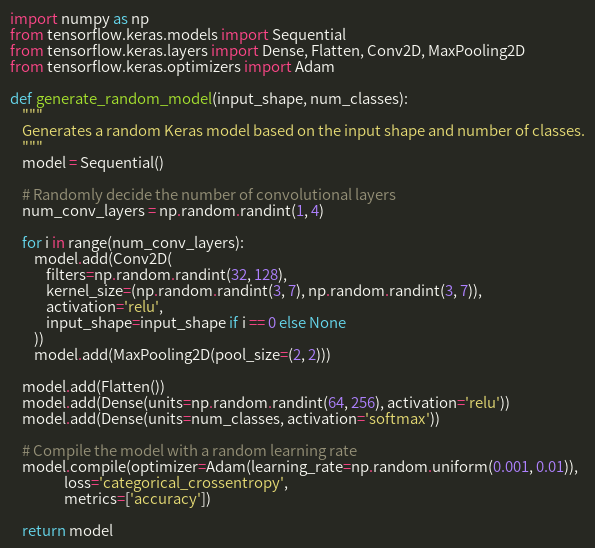 import numpy as np
from tensorflow.keras.models import Sequential
from tensorflow.keras.layers import Dense, Flatten, Conv2D, MaxPooling2D
from tensorflow.keras.optimizers import Adam

def generate_random_model(input_shape, num_classes):
    """
    Generates a random Keras model based on the input shape and number of classes.
    """
    model = Sequential()

    # Randomly decide the number of convolutional layers
    num_conv_layers = np.random.randint(1, 4)

    for i in range(num_conv_layers):
        model.add(Conv2D(
            filters=np.random.randint(32, 128),
            kernel_size=(np.random.randint(3, 7), np.random.randint(3, 7)),
            activation='relu',
            input_shape=input_shape if i == 0 else None
        ))
        model.add(MaxPooling2D(pool_size=(2, 2)))

    model.add(Flatten())
    model.add(Dense(units=np.random.randint(64, 256), activation='relu'))
    model.add(Dense(units=num_classes, activation='softmax'))

    # Compile the model with a random learning rate
    model.compile(optimizer=Adam(learning_rate=np.random.uniform(0.001, 0.01)),
                  loss='categorical_crossentropy',
                  metrics=['accuracy'])

    return model